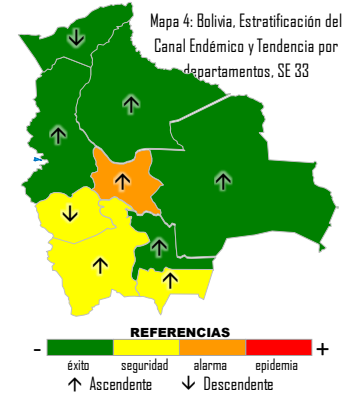 Mapa 4: Bolivia, Estratificación del
Canal Endémico y Tendencia por
departamentos, SE 33
REFERENCIAS
- +
éxito seguridad alarma epidemia
↑ Ascendente ↓ Descendente